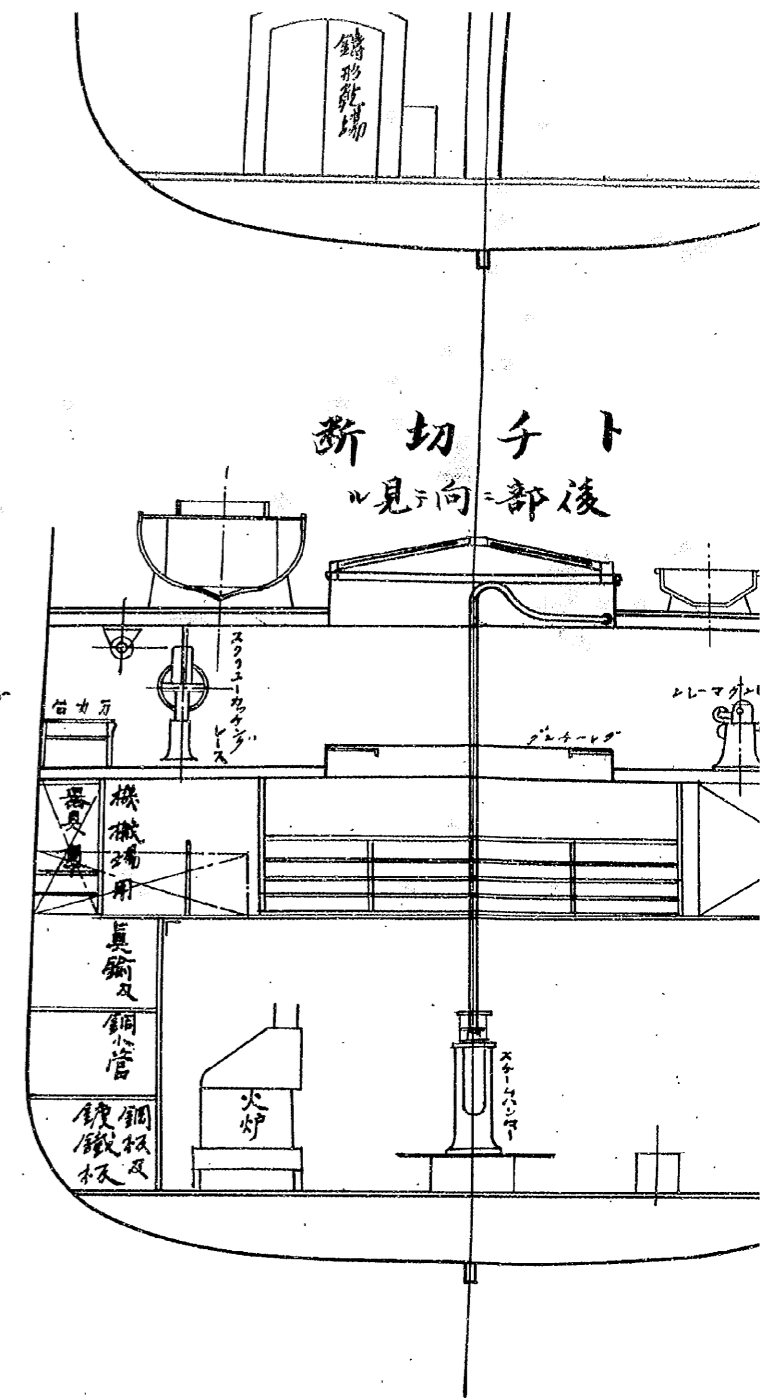 鑄形乾場
トチ切断
後部ニ向テ見ル
スクリューカッチング
レース
万力台
グレーチング
機械場用
器具
眞鍮及
銅小管
鋼板及
鍍鐵板
火炉
スチームハンマー